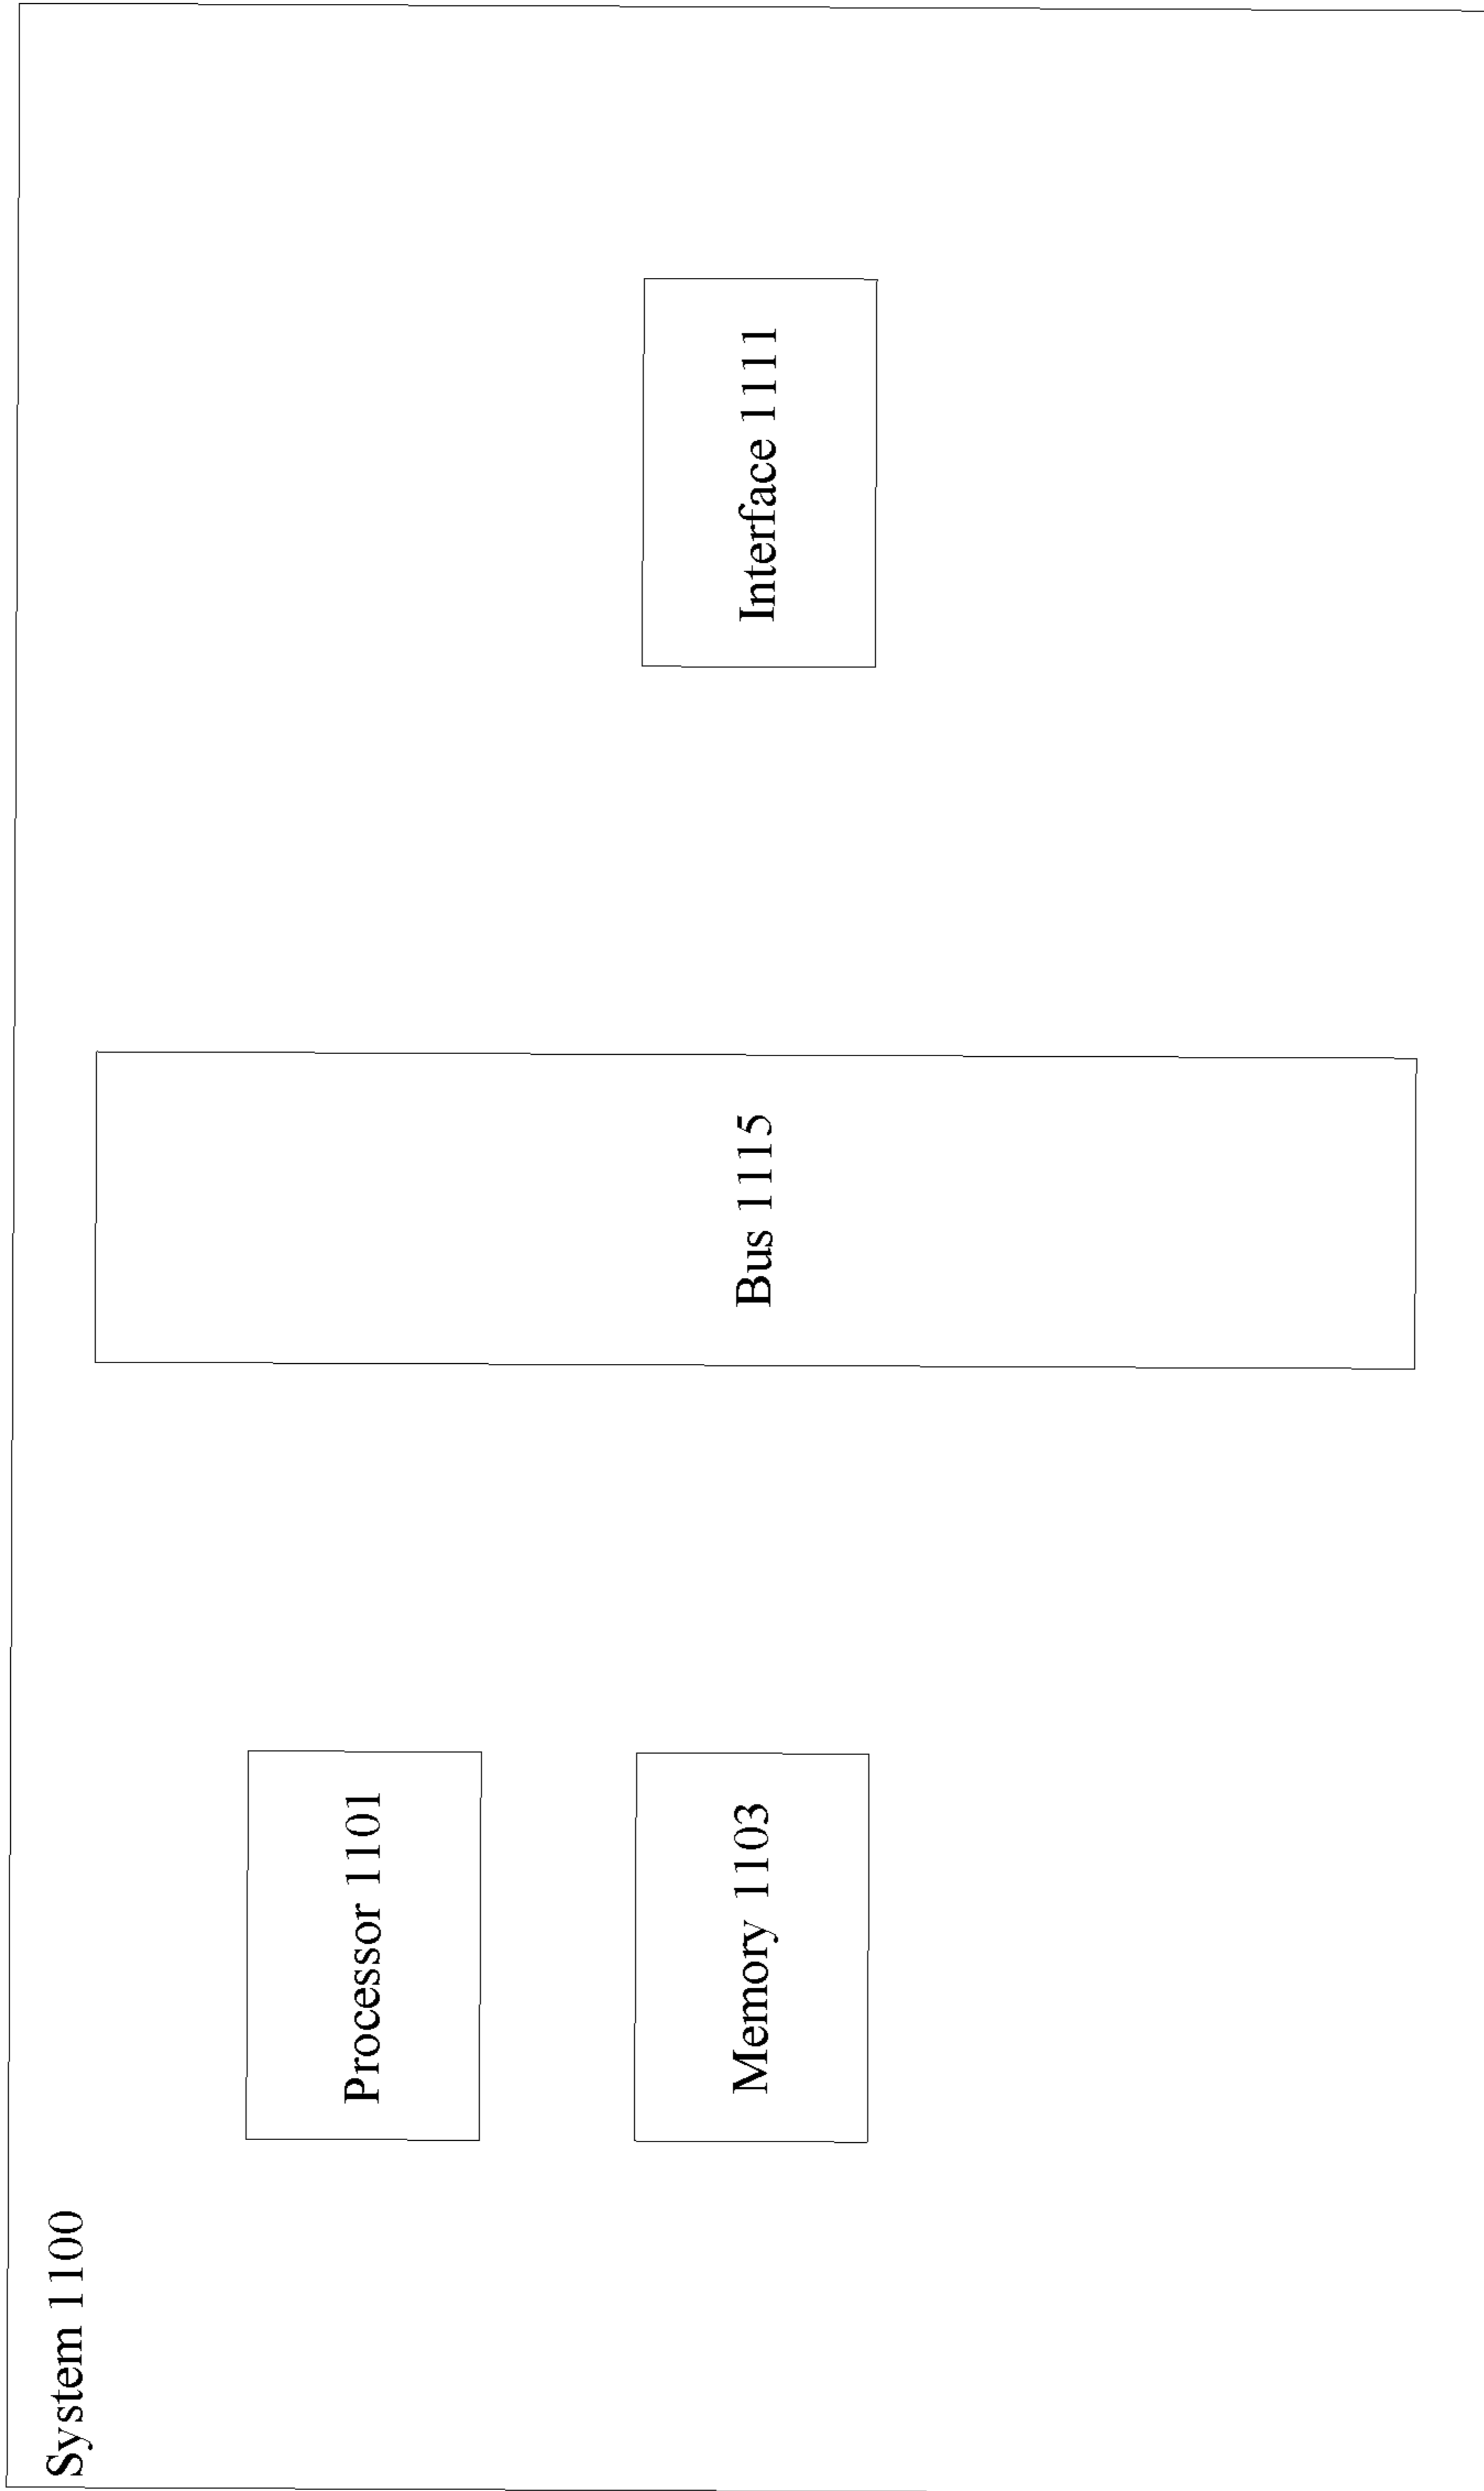 System 1100
Processor 1101
Memory 1103
Bus 1115
Interface 1111